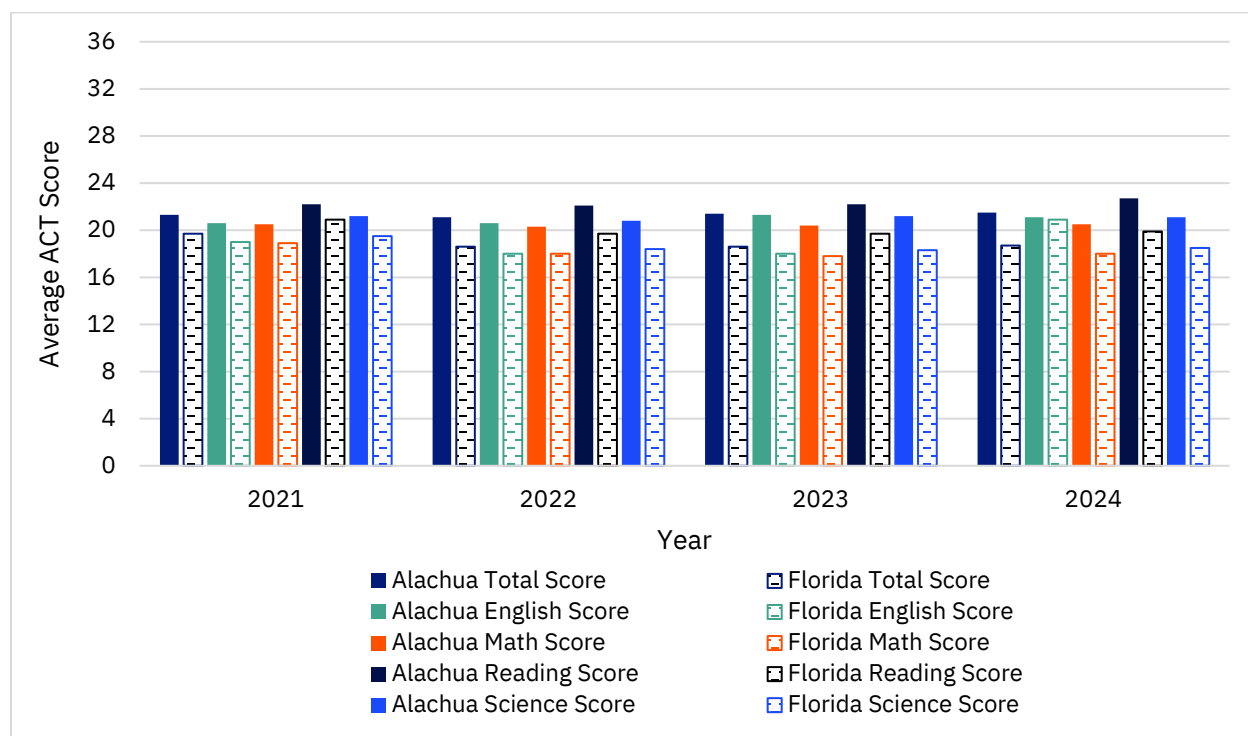 36
32
28
24
20
16
12
8
4
0
Average ACT Score
2021 2022 2023 2024
Year
Alachua Total Score Florida Total Score
Alachua English Score Florida English Score
Alachua Math Score Florida Math Score
Alachua Reading Score Florida Reading Score
Alachua Science Score Florida Science Score